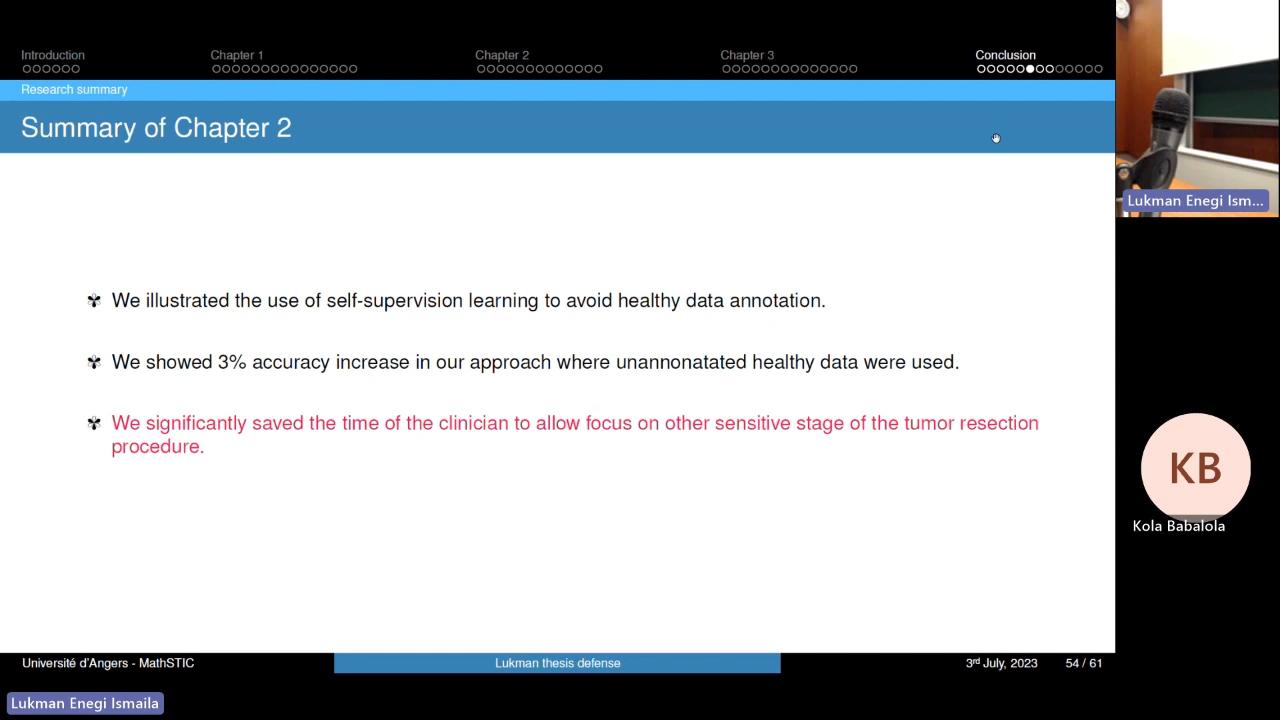 Introduction
Chapter 1
Chapter 2
Chapter 3
Conclusion
Research summary
Summary of Chapter 2
We illustrated the use of self-supervision learning to avoid healthy data annotation.
We showed 3% accuracy increase in our approach where unannonatated healthy data were used.
We significantly saved the time of the clinician to allow focus on other sensitive stage of the tumor resection
procedure.
Université d'Angers - MathSTIC
Lukman thesis defense
3rd July, 2023
54 / 61
Lukman Enegi Ism...
KB
Kola Babalola
Lukman Enegi Ismaila